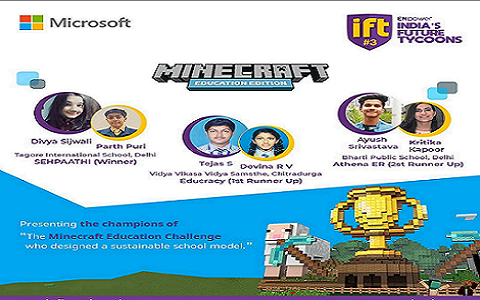 Microsoft
ift
#3
EMpower
INDIA'S
FUTURE
TYCOONS
MINECRAFT
EDUCATION EDITION
Divya Sijwali
Parth Puri
Tagore International School, Delhi
SEHPAATHI (Winner)
Tejas S
Devina R V
Vidya Vikasa Vidya Samsthe, Chitradurga
Educracy (1st Runner Up)
Ayush
Srivastava
Kritika
Kapoor
Bharti Public School, Delhi
Athena ER (2st Runner Up)
Presenting the champions of
"The Minecraft Education Challenge
who designed a sustainable school model."